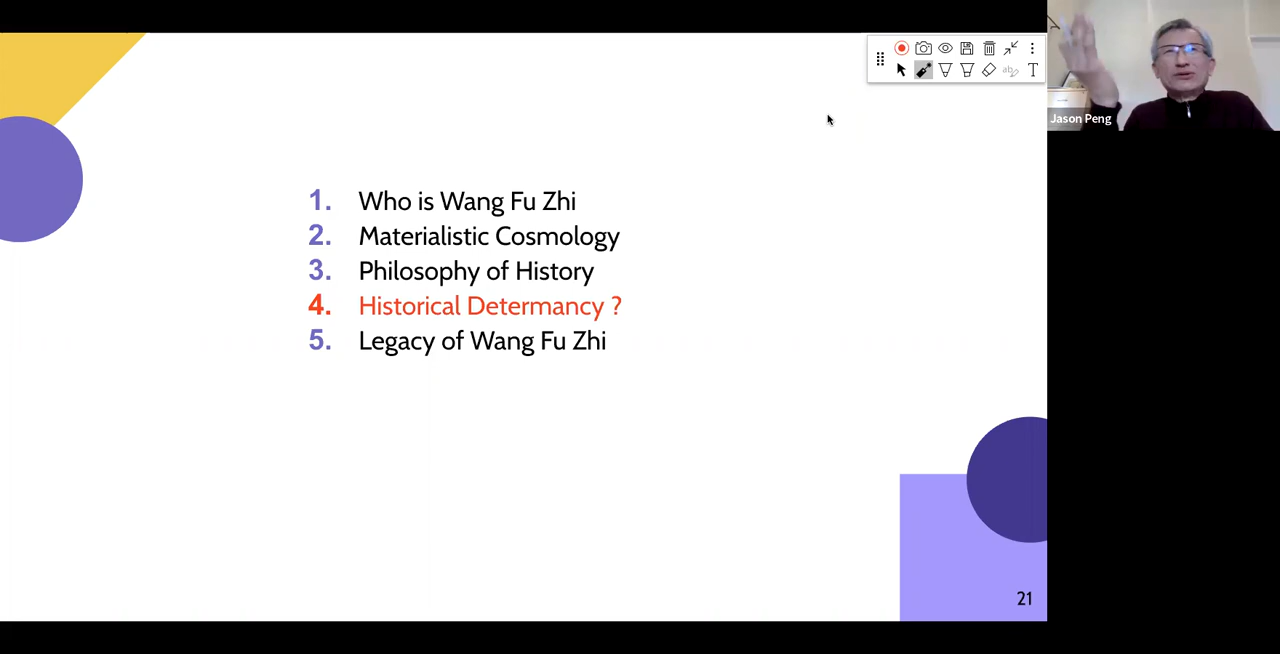 1. Who is Wang Fu Zhi
2. Materialistic Cosmology
3. Philosophy of History
4. Historical Determancy ?
5. Legacy of Wang Fu Zhi
21
ab
T
Jason Peng